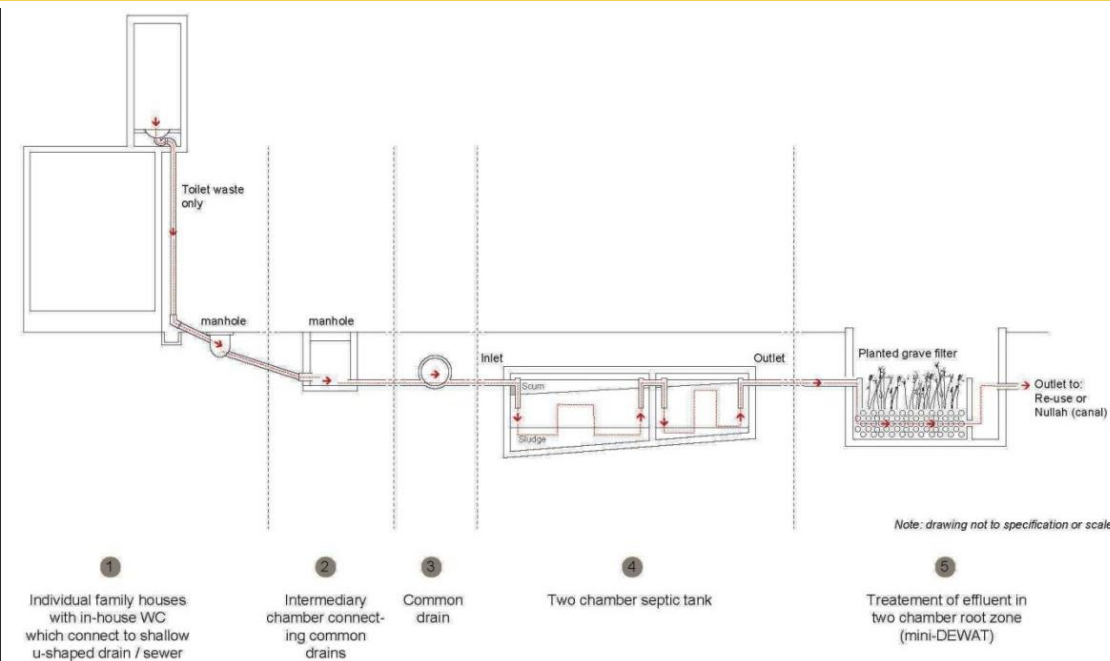 Toilet waste
only
manhole
manhole
Inlet
Outlet
Planted grave filter
Scum
Sludge
Outlet to:
Re-use or
Nullah (canal)
Note: drawing not to specification or scale
1
Individual family houses
with in-house WC
which connect to shallow
u-shaped drain / sewer
2
Intermediary
chamber connect-
ing common
drains
3
Common
drain
4
Two chamber septic tank
5
Treatement of effluent in
two chamber root zone
(mini-DEWAT)